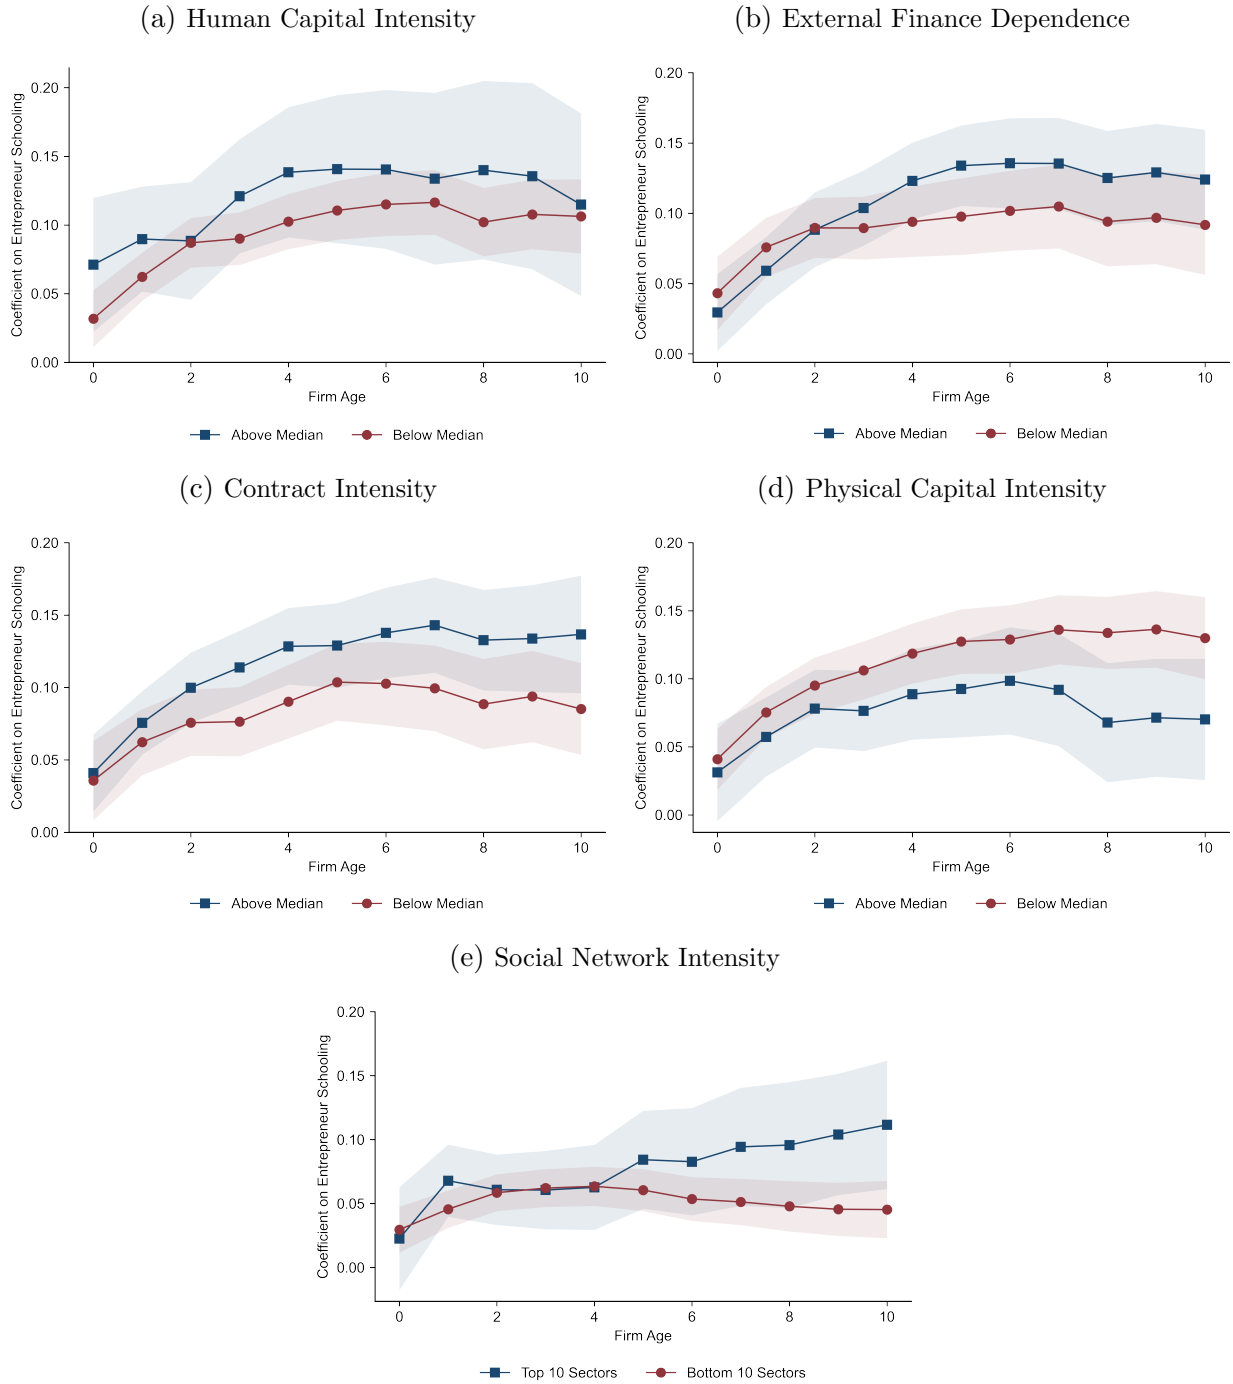 (a) Human Capital Intensity
Coefficient on Entrepreneur Schooling
0.20
0.15
0.10
0.05
0.00
0 2 4 6 8 10
Firm Age
Above Median Below Median
(b) External Finance Dependence
Coefficient on Entrepreneur Schooling
0.20
0.15
0.10
0.05
0.00
0 2 4 6 8 10
Firm Age
Above Median Below Median
(c) Contract Intensity
Coefficient on Entrepreneur Schooling
0.20
0.15
0.10
0.05
0.00
0 2 4 6 8 10
Firm Age
Above Median Below Median
(d) Physical Capital Intensity
Coefficient on Entrepreneur Schooling
0.20
0.15
0.10
0.05
0.00
0 2 4 6 8 10
Firm Age
Above Median Below Median
(e) Social Network Intensity
Coefficient on Entrepreneur Schooling
0.20
0.15
0.10
0.05
0.00
0 2 4 6 8 10
Firm Age
Top 10 Sectors Bottom 10 Sectors